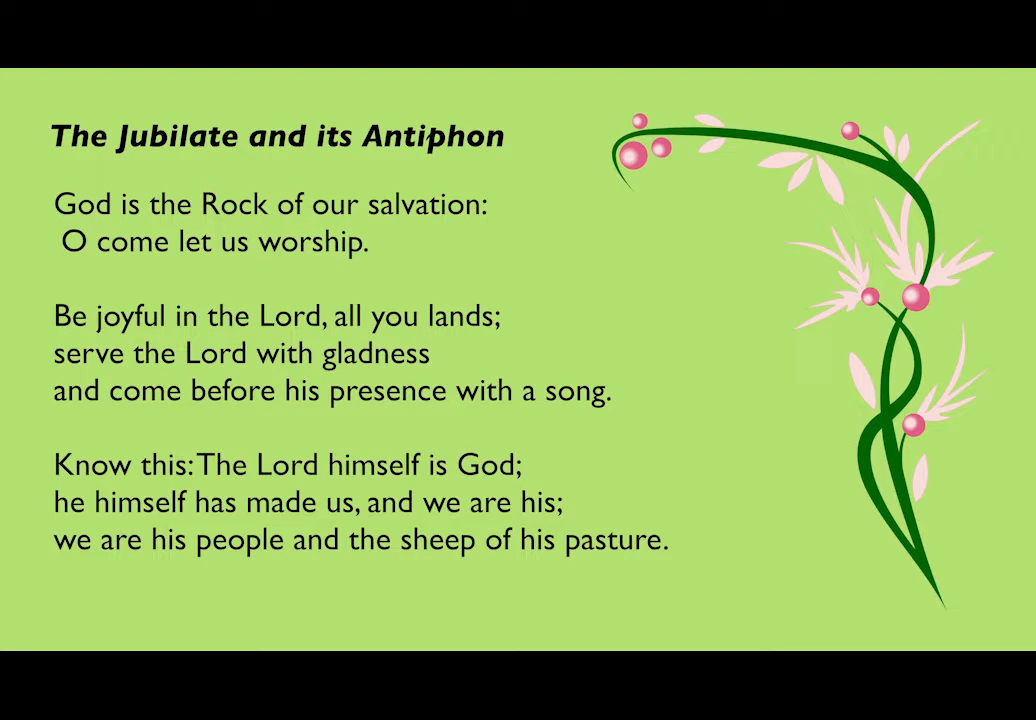 The Jubilate and its Antiphon
God is the Rock of our salvation:
O come let us worship.
Be joyful in the Lord, all you lands;
serve the Lord with gladness
and come before his presence with a song.
Know this: The Lord himself is God;
he himself has made us, and we are his;
we are his people and the sheep of his pasture.